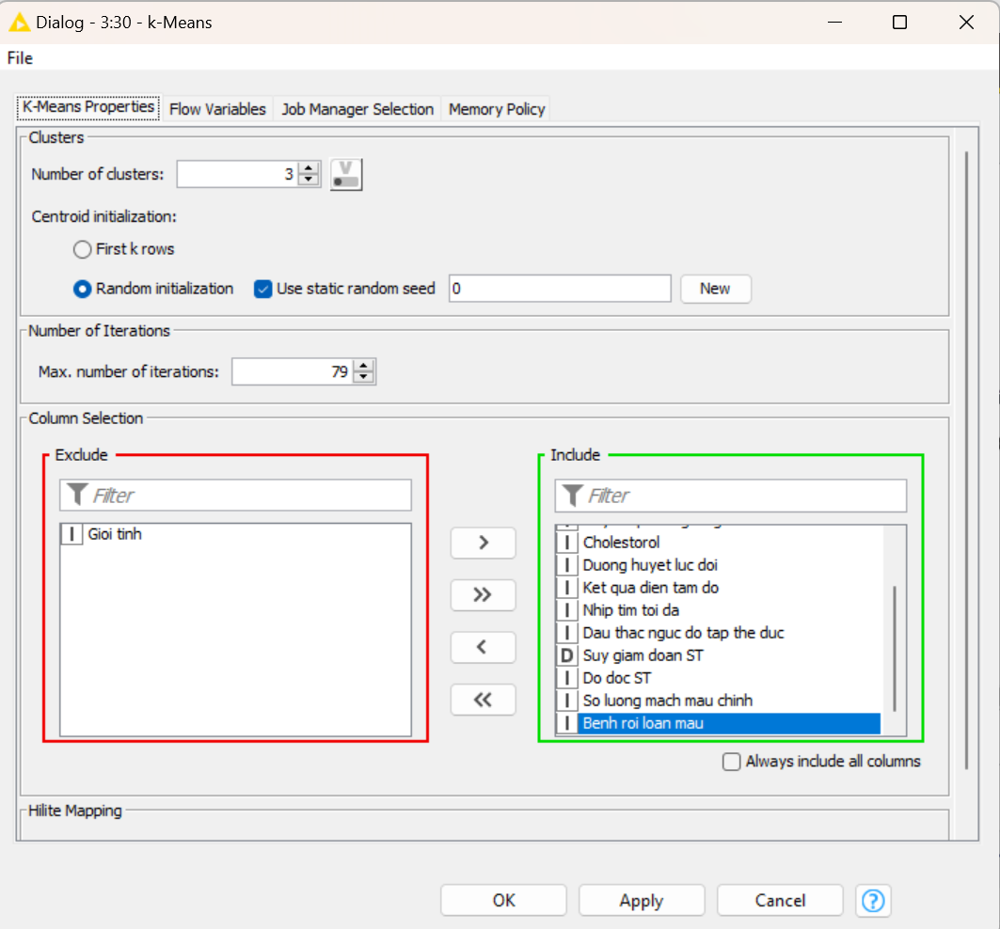 Dialog - 3:30 - k-Means
File
K-Means Properties Flow Variables Job Manager Selection Memory Policy
Clusters
Number of clusters: 3 V
Centroid initialization:
First k rows
Random initialization Use static random seed 0 New
Number of Iterations
Max. number of iterations: 79
Column Selection
Exclude
Filter
I Gioi tinh
>
>>
<
<<
Include
Filter
I Cholestorol
I Duong huyet luc doi
I Ket qua dien tam do
I Nhip tim toi da
I Dau thac nguc do tap the duc
D Suy giam doan ST
I Do doc ST
I So luong mach mau chinh
I Benh roi loan mau
Always include all columns
Hilite Mapping
OK Apply Cancel ?